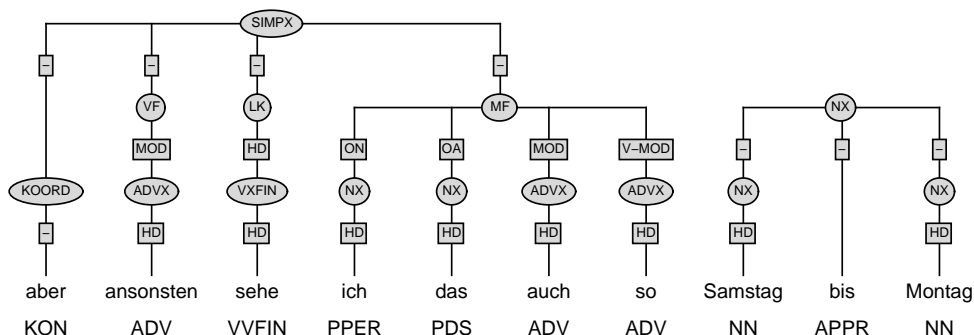 SIMPX
– – – –
VF LK MF NX
MOD HD ON OA MOD V–MOD – – –
KOORD ADVX VXFIN NX NX ADVX ADVX NX NX
– HD HD HD HD HD HD HD HD
aber ansonsten sehe ich das auch so Samstag bis Montag
KON ADV VVFIN PPER PDS ADV ADV NN APPR NN